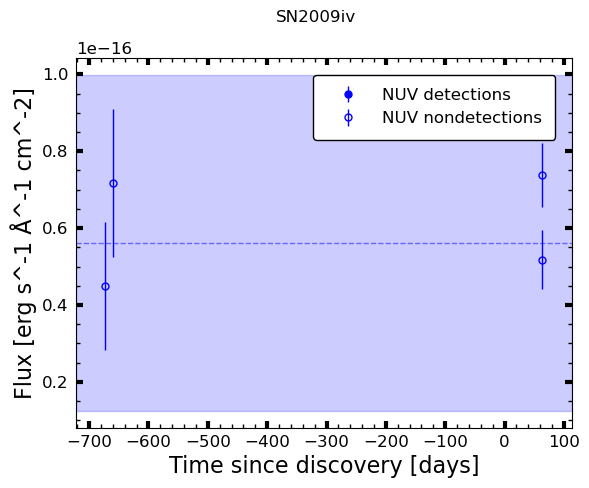 SN2009iv
1e−16
NUV detections
NUV nondetections
1.0
0.8
0.6
0.4
0.2
Flux [erg s^-1 Å^-1 cm^-2]
−700 −600 −500 −400 −300 −200 −100 0 100
Time since discovery [days]